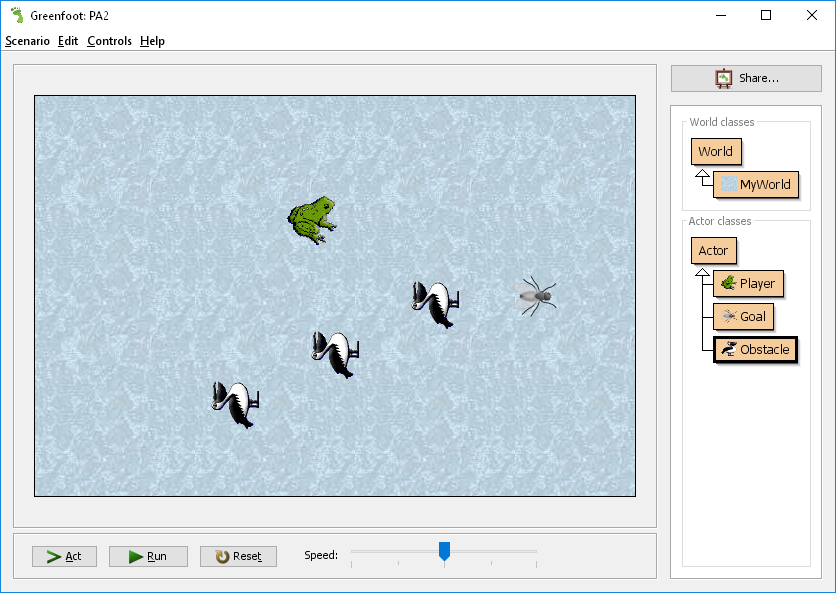 Greenfoot: PA2
Scenario Edit Controls Help
Share...
World classes
World
MyWorld
Actor classes
Actor
Player
Goal
Obstacle
Act
Run
Reset
Speed: